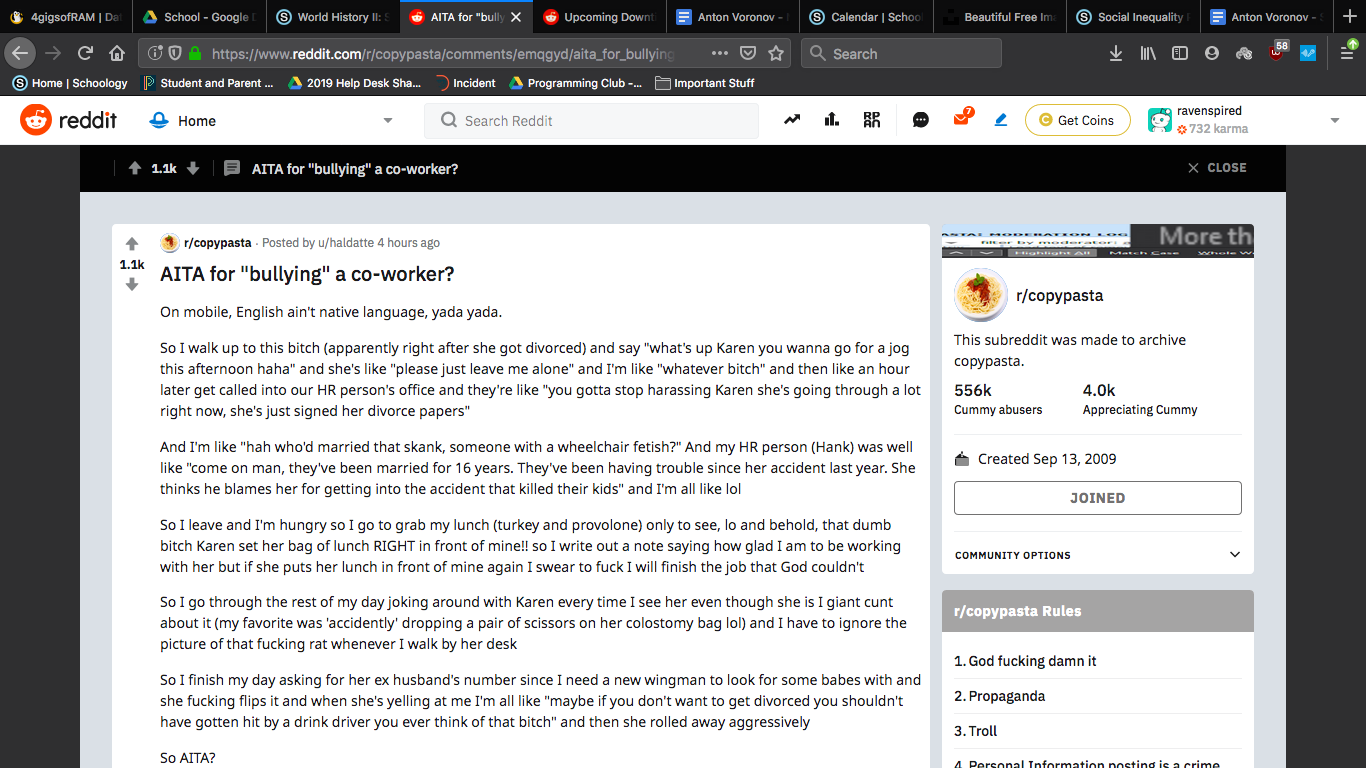 4gigsofRAM | Dat
School - Google D
World History II: S
AITA for "bully
Upcoming Downti
Anton Voronov - 
Calendar | School
Beautiful Free Im
Social Inequality 
Anton Voronov - S
https://www.reddit.com/r/copypasta/comments/emqgyd/aita_for_bullying
Search
58
Home | Schoology
Student and Parent ...
2019 Help Desk Sha...
Incident
Programming Club -...
Important Stuff
reddit
Home
Search Reddit
7
Get Coins
ravenspired
732 karma
1.1k
AITA for "bullying" a co-worker?
CLOSE
1.1k
r/copypasta · Posted by u/haldatte 4 hours ago
AITA for "bullying" a co-worker?
On mobile, English ain't native language, yada yada.
So I walk up to this bitch (apparently right after she got divorced) and say "what's up Karen you wanna go for a jog
this afternoon haha" and she's like "please just leave me alone" and I'm like "whatever bitch" and then like an hour
later get called into our HR person's office and they're like "you gotta stop harassing Karen she's going through a lot
right now, she's just signed her divorce papers"
And I'm like "hah who'd married that skank, someone with a wheelchair fetish?" And my HR person (Hank) was well
like "come on man, they've been married for 16 years. They've been having trouble since her accident last year. She
thinks he blames her for getting into the accident that killed their kids" and I'm all like lol
So I leave and I'm hungry so I go to grab my lunch (turkey and provolone) only to see, lo and behold, that dumb
bitch Karen set her bag of lunch RIGHT in front of mine!! so I write out a note saying how glad I am to be working
with her but if she puts her lunch in front of mine again I swear to fuck I will finish the job that God couldn't
So I go through the rest of my day joking around with Karen every time I see her even though she is I giant cunt
about it (my favorite was 'accidently' dropping a pair of scissors on her colostomy bag lol) and I have to ignore the
picture of that fucking rat whenever I walk by her desk
So I finish my day asking for her ex husband's number since I need a new wingman to look for some babes with and
she fucking flips it and when she's yelling at me I'm all like "maybe if you don't want to get divorced you shouldn't
have gotten hit by a drink driver you ever think of that bitch" and then she rolled away aggressively
So AITA?
ASTA: MODERATION LOG
More tha
filter by moderator: a
Highlight All
Match Case
Whole W
r/copypasta
This subreddit was made to archive
copypasta.
556k
4.0k
Cummy abusers
Appreciating Cummy
Created Sep 13, 2009
JOINED
COMMUNITY OPTIONS
r/copypasta Rules
1. God fucking damn it
2. Propaganda
3. Troll
4. Personal Information posting is a crime